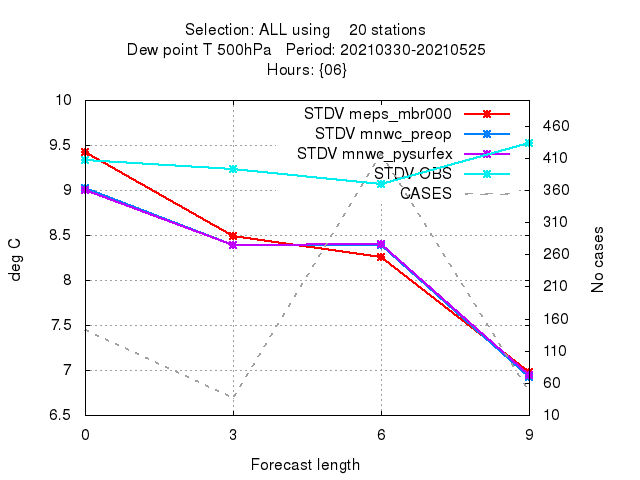 Selection: ALL using 20 stations
Dew point T 500hPa Period: 20210330-20210525
Hours: {06}
STDV meps_mbr000
STDV mnwc_preop
STDV mnwc_pysurfex
STDV OBS
CASES
10
9.5
9
8.5
8
7.5
7
6.5
deg C
460
410
360
310
260
210
160
110
60
10
No cases
0 3 6 9
Forecast length